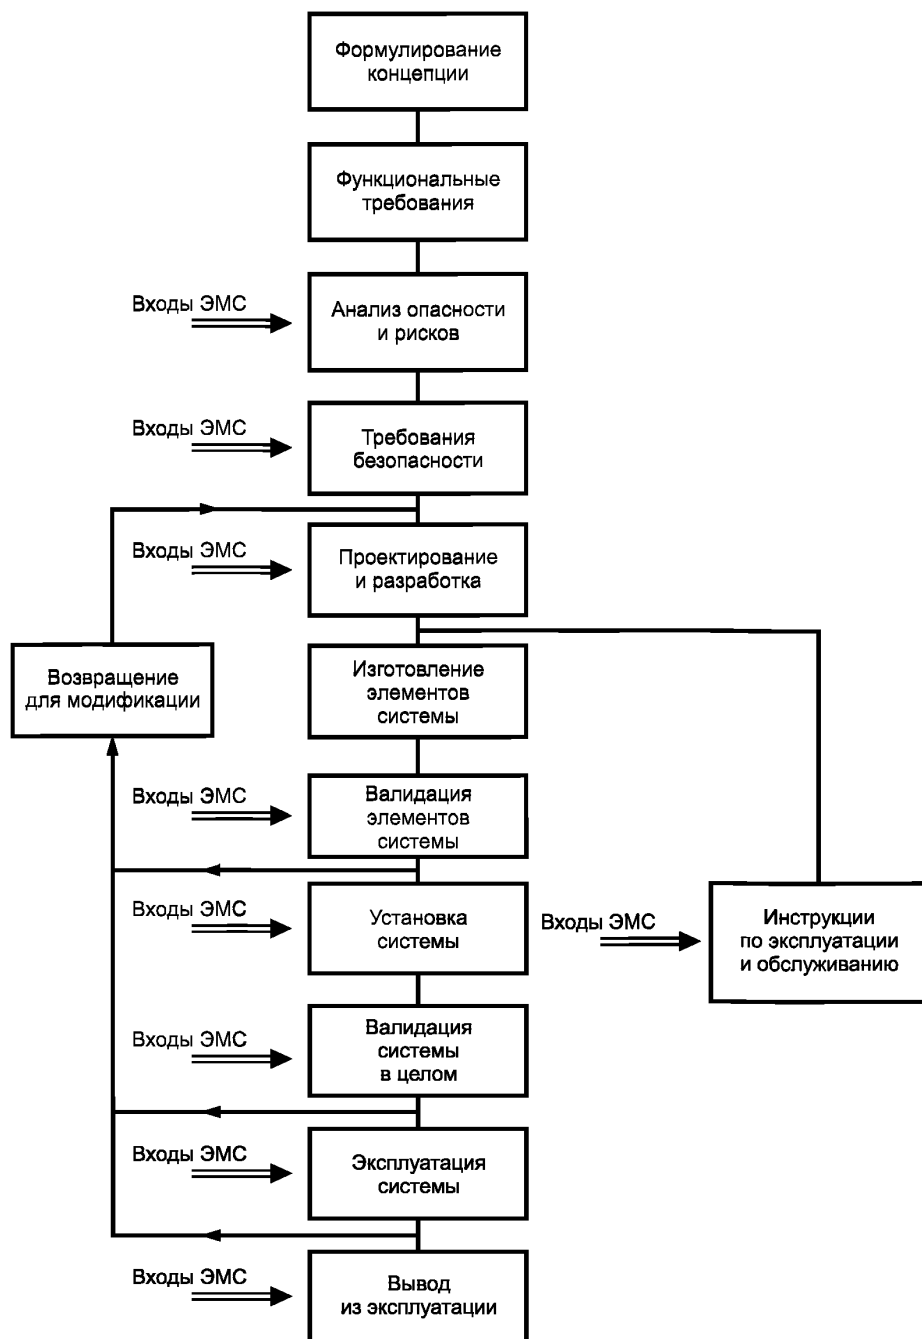 Формулирование
концепции
Функциональные
требования
Входы ЭМС
Анализ опасности
и рисков
Входы ЭМС
Требования
безопасности
Входы ЭМС
Проектирование
и разработка
Возвращение
для модификации
Изготовление
элементов
системы
Входы ЭМС
Валидация
элементов
системы
Входы ЭМС
Установка
системы
Входы ЭМС
Инструкции
по эксплуатации
и обслуживанию
Входы ЭМС
Валидация
системы
в целом
Входы ЭМС
Эксплуатация
системы
Входы ЭМС
Вывод
из эксплуатации